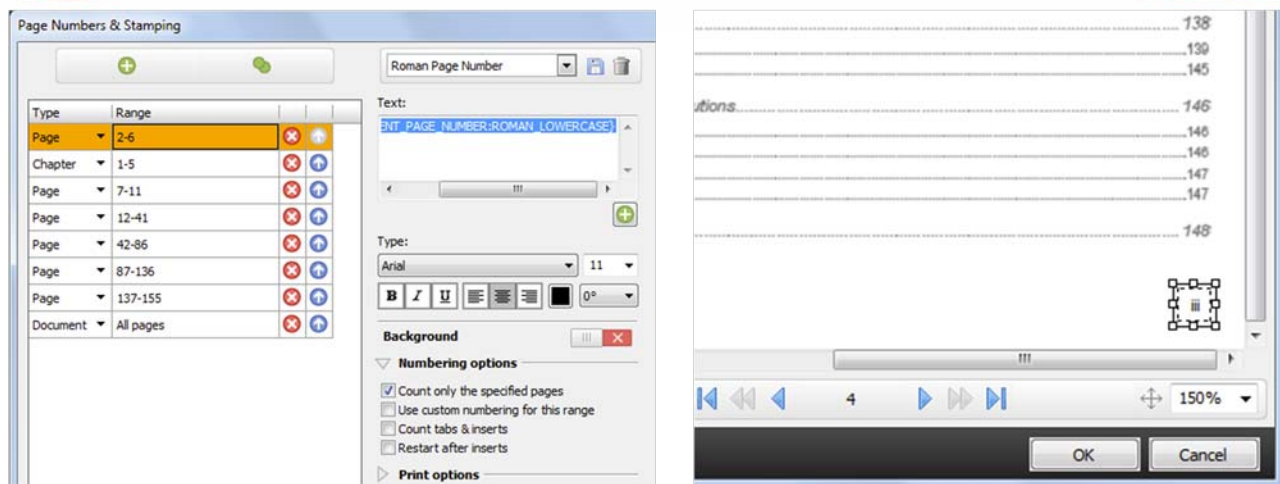 Page Numbers & Stamping
Roman Page Number
Text:
ENT_PAGE_NUMBER:ROMAN_LOWERCASE}
Type Range
Page 2-6
Chapter 1-5
Page 7-11
Page 12-41
Page 42-86
Page 87-136
Page 137-155
Document All pages
Type:
Arial 11
B I U 0°
Background
Numbering options
Count only the specified pages
Use custom numbering for this range
Count tabs & inserts
Restart after inserts
Print options
138
139
145
utions 146
146
146
147
147
148
iii
4 150%
OK Cancel